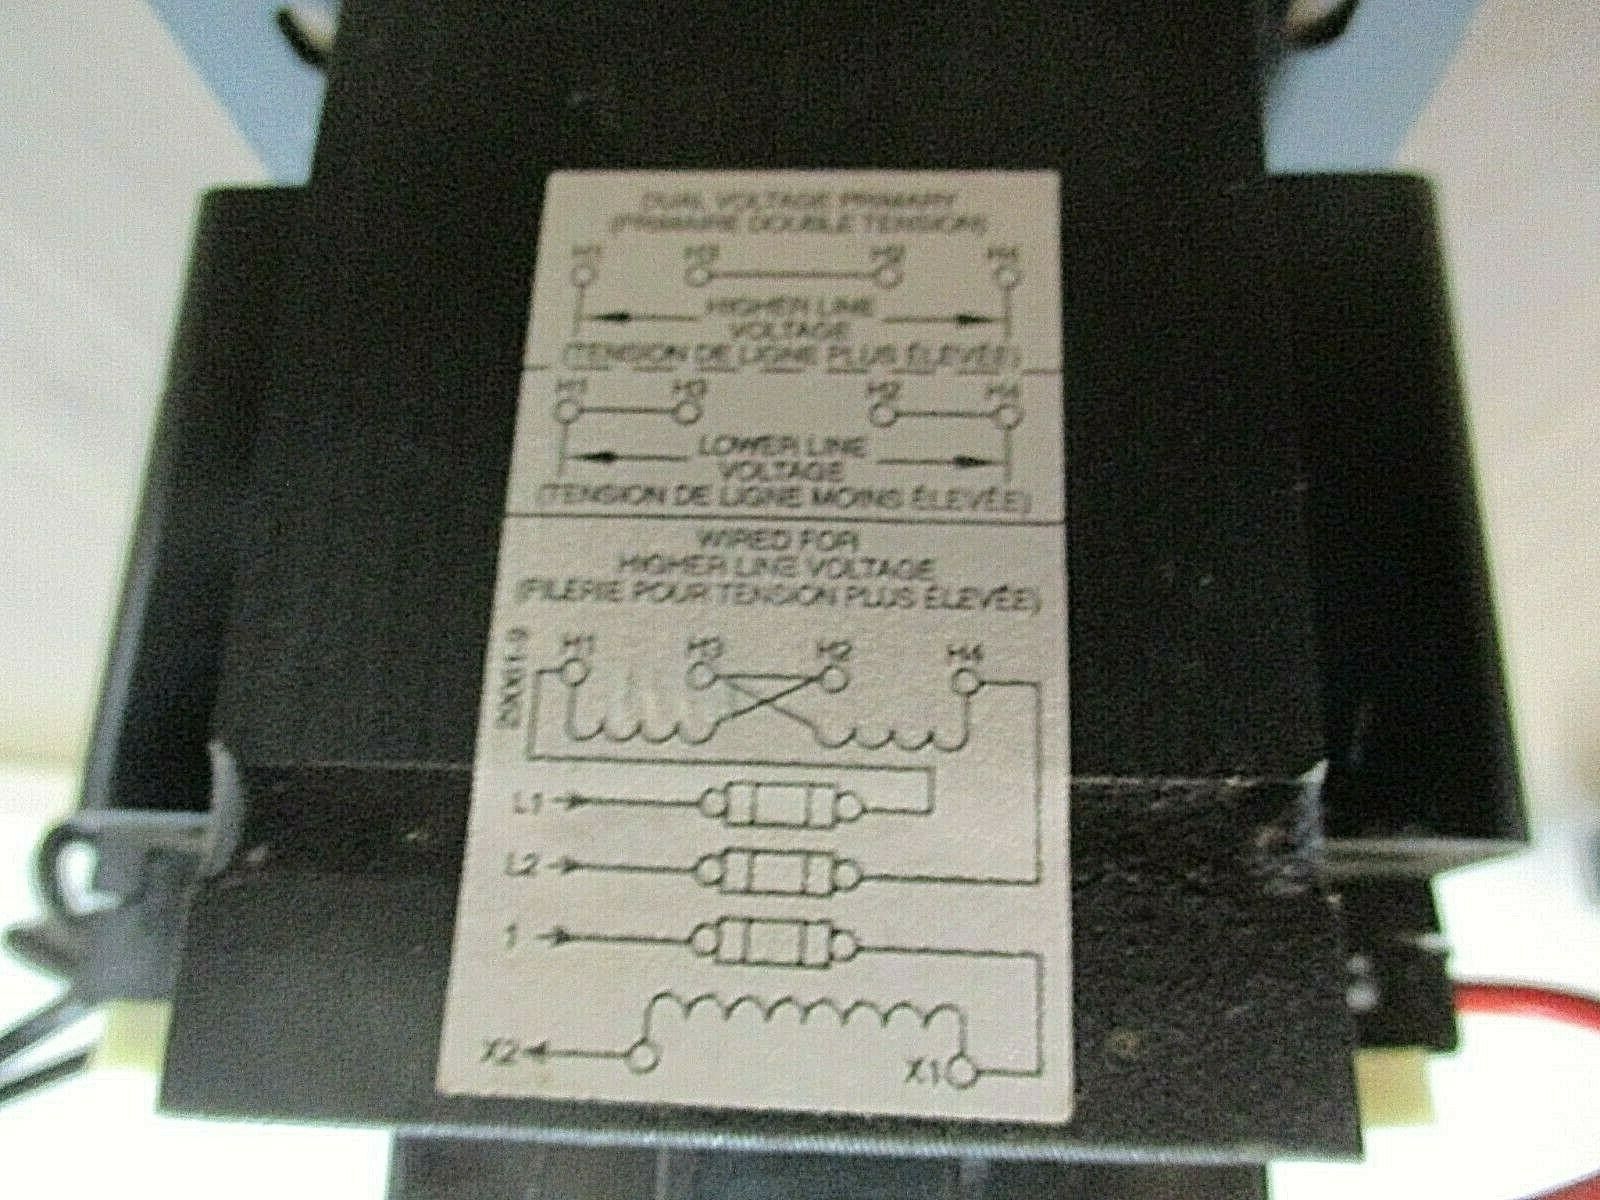 DUAL VOLTAGE PRIMARY
(PRIMAIRE DOUBLE TENSION)
H1 H3 H2 H4
HIGHER LINE
VOLTAGE
(TENSION DE LIGNE PLUS ÉLEVÉE)
H1 H3 H2 H4
LOWER LINE
VOLTAGE
(TENSION DE LIGNE MOINS ÉLEVÉE)
WIRED FOR
HIGHER LINE VOLTAGE
(FILERIE POUR TENSION PLUS ÉLEVÉE)
H1 H3 H2 H4
L1
L2
1
X2 X1